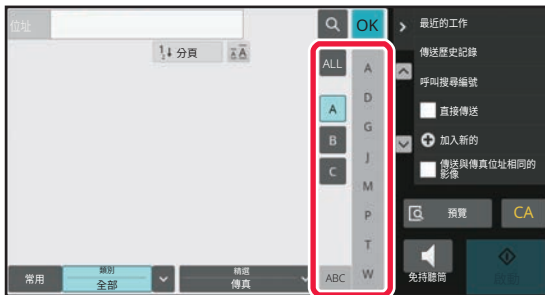 位址
OK
1 2 分頁
ALL
A
B
C
ABC
A
D
G
J
M
P
T
W
常用
類別
全部
精選
傳真
最近的工作
傳送歷史記錄
呼叫搜尋編號
直接傳送
加入新的
傳送與傳真位址相同的
影像
預覽
CA
免持聽筒
啟動